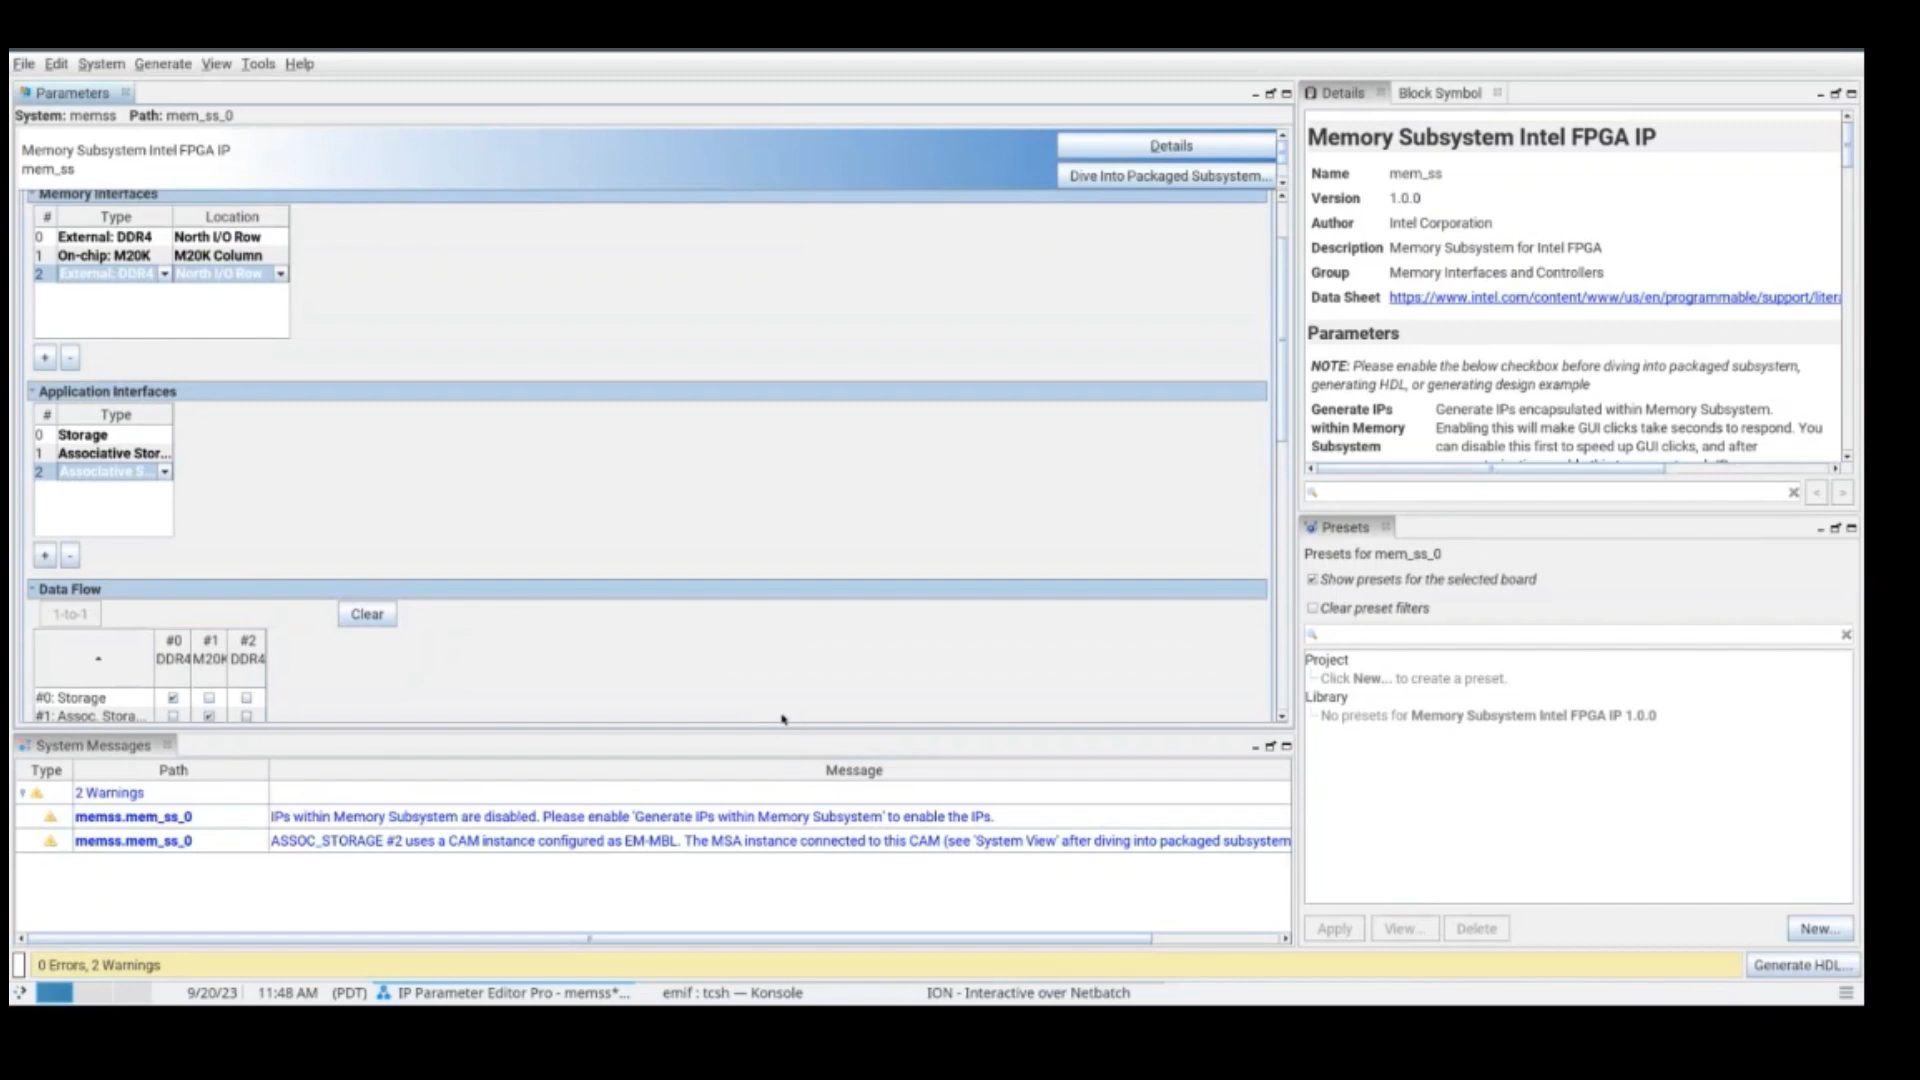 File Edit System Generate View Tools Help
Parameters
System: memss Path: mem_ss_0
Memory Subsystem Intel FPGA IP
mem_ss
Details
Dive Into Packaged Subsystem...
Memory Interfaces
# Type Location
0 External: DDR4 North I/O Row
1 On-chip: M20K M20K Column
2 External: DDR4 North I/O Row
+ -
Application Interfaces
# Type
0 Storage
1 Associative Stor...
2 Associative S...
+ -
Data Flow
1-to-1 Clear
#0 #1 #2
DDR4 M20K DDR4
#0: Storage
#1: Assoc. Stora...
System Messages
Type Path Message
2 Warnings
memss.mem_ss_0 IPs within Memory Subsystem are disabled. Please enable 'Generate IPs within Memory Subsystem' to enable the IPs.
memss.mem_ss_0 ASSOC_STORAGE #2 uses a CAM instance configured as EM-MBL. The MSA instance connected to this CAM (see 'System View' after diving into packaged subsystem
0 Errors, 2 Warnings
Details Block Symbol
Memory Subsystem Intel FPGA IP
Name mem_ss
Version 1.0.0
Author Intel Corporation
Description Memory Subsystem for Intel FPGA
Group Memory Interfaces and Controllers
Data Sheet https://www.intel.com/content/www/us/en/programmable/support/litera
Parameters
NOTE: Please enable the below checkbox before diving into packaged subsystem,
generating HDL, or generating design example
Generate IPs Generate IPs encapsulated within Memory Subsystem.
within Memory Enabling this will make GUI clicks take seconds to respond. You
Subsystem can disable this first to speed up GUI clicks, and after
< >
Presets
Presets for mem_ss_0
Show presets for the selected board
Clear preset filters
Project
Click New... to create a preset.
Library
No presets for Memory Subsystem Intel FPGA IP 1.0.0
Apply View... Delete New...
Generate HDL...
9/20/23 11:48 AM (PDT) IP Parameter Editor Pro - memss*... emif : tcsh — Konsole ION - Interactive over Netbatch